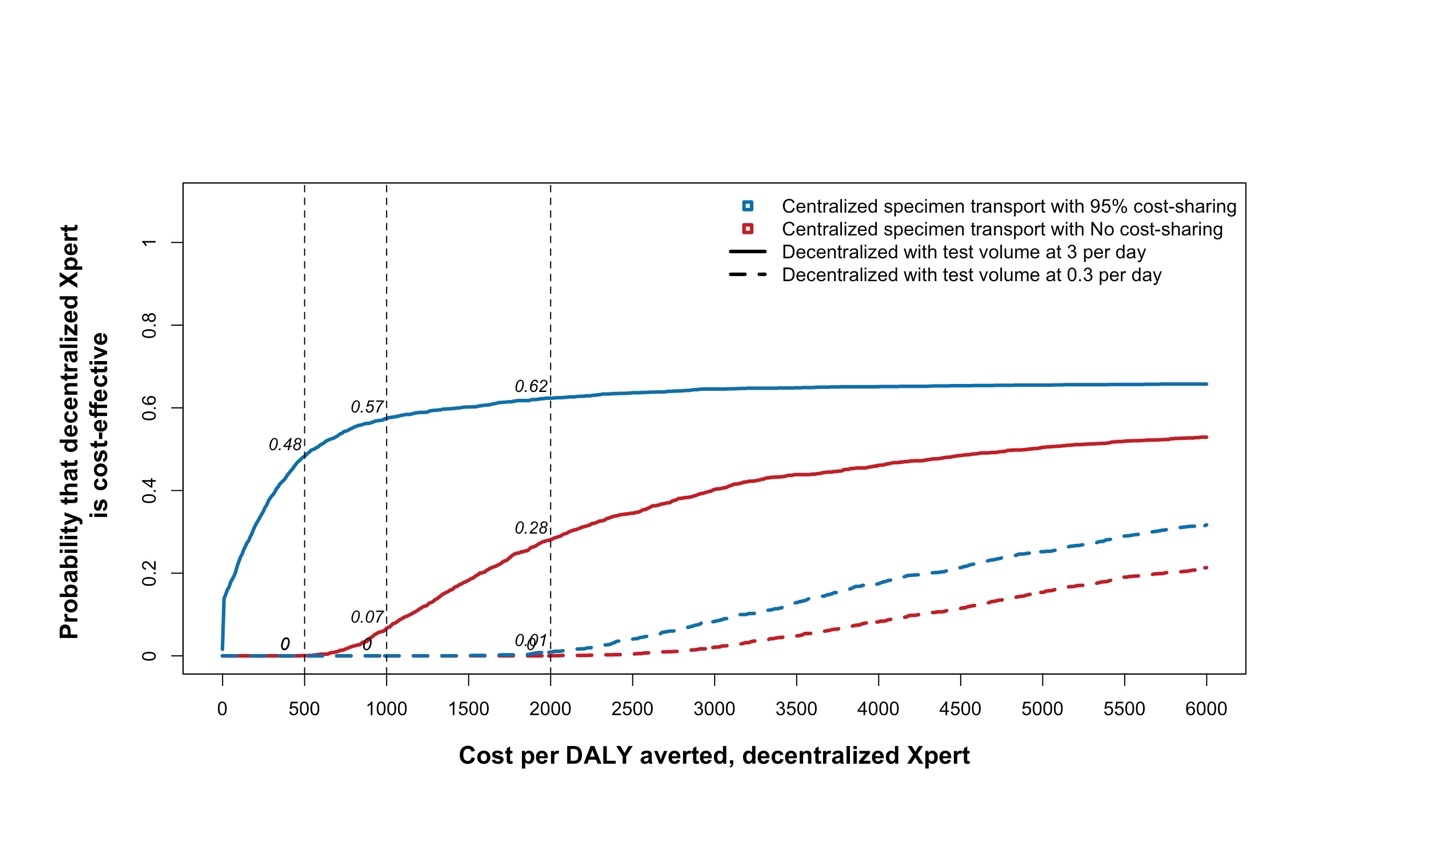 Centralized specimen transport with 95% cost-sharing
Centralized specimen transport with No cost-sharing
Decentralized with test volume at 3 per day
Decentralized with test volume at 0.3 per day
Probability that decentralized Xpert
is cost-effective
1
0.8
0.6
0.4
0.2
0
0.48
0.57
0.62
0.28
0.07
0
0
0.01
0
0 500 1000 1500 2000 2500 3000 3500 4000 4500 5000 5500 6000
Cost per DALY averted, decentralized Xpert